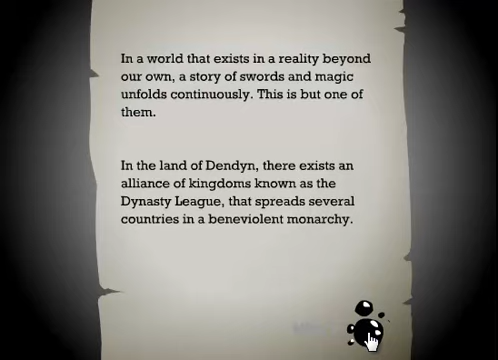 In a world that exists in a reality beyond
our own, a story of swords and magic
unfolds continuously. This is but one of
them.
In the land of Dendyn, there exists an
alliance of kingdoms known as the
Dynasty League, that spreads several
countries in a beneviolent monarchy.